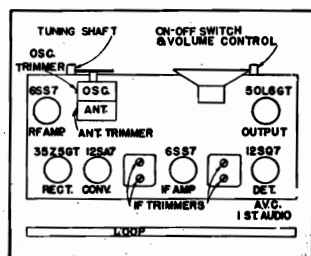 TUNING SHAFT
ON-OFF SWITCH
& VOLUME CONTROL
OSC.
TRIMMER
6SS7
OSC.
ANT.
50L6GT
RF AMP
ANT. TRIMMER
OUTPUT
35Z5GT
12SA7
6SS7
12SQ7
RECT.
CONV.
IF AMP
DET.
IF TRIMMERS
A.V.C.
1 ST. AUDIO
LOOP